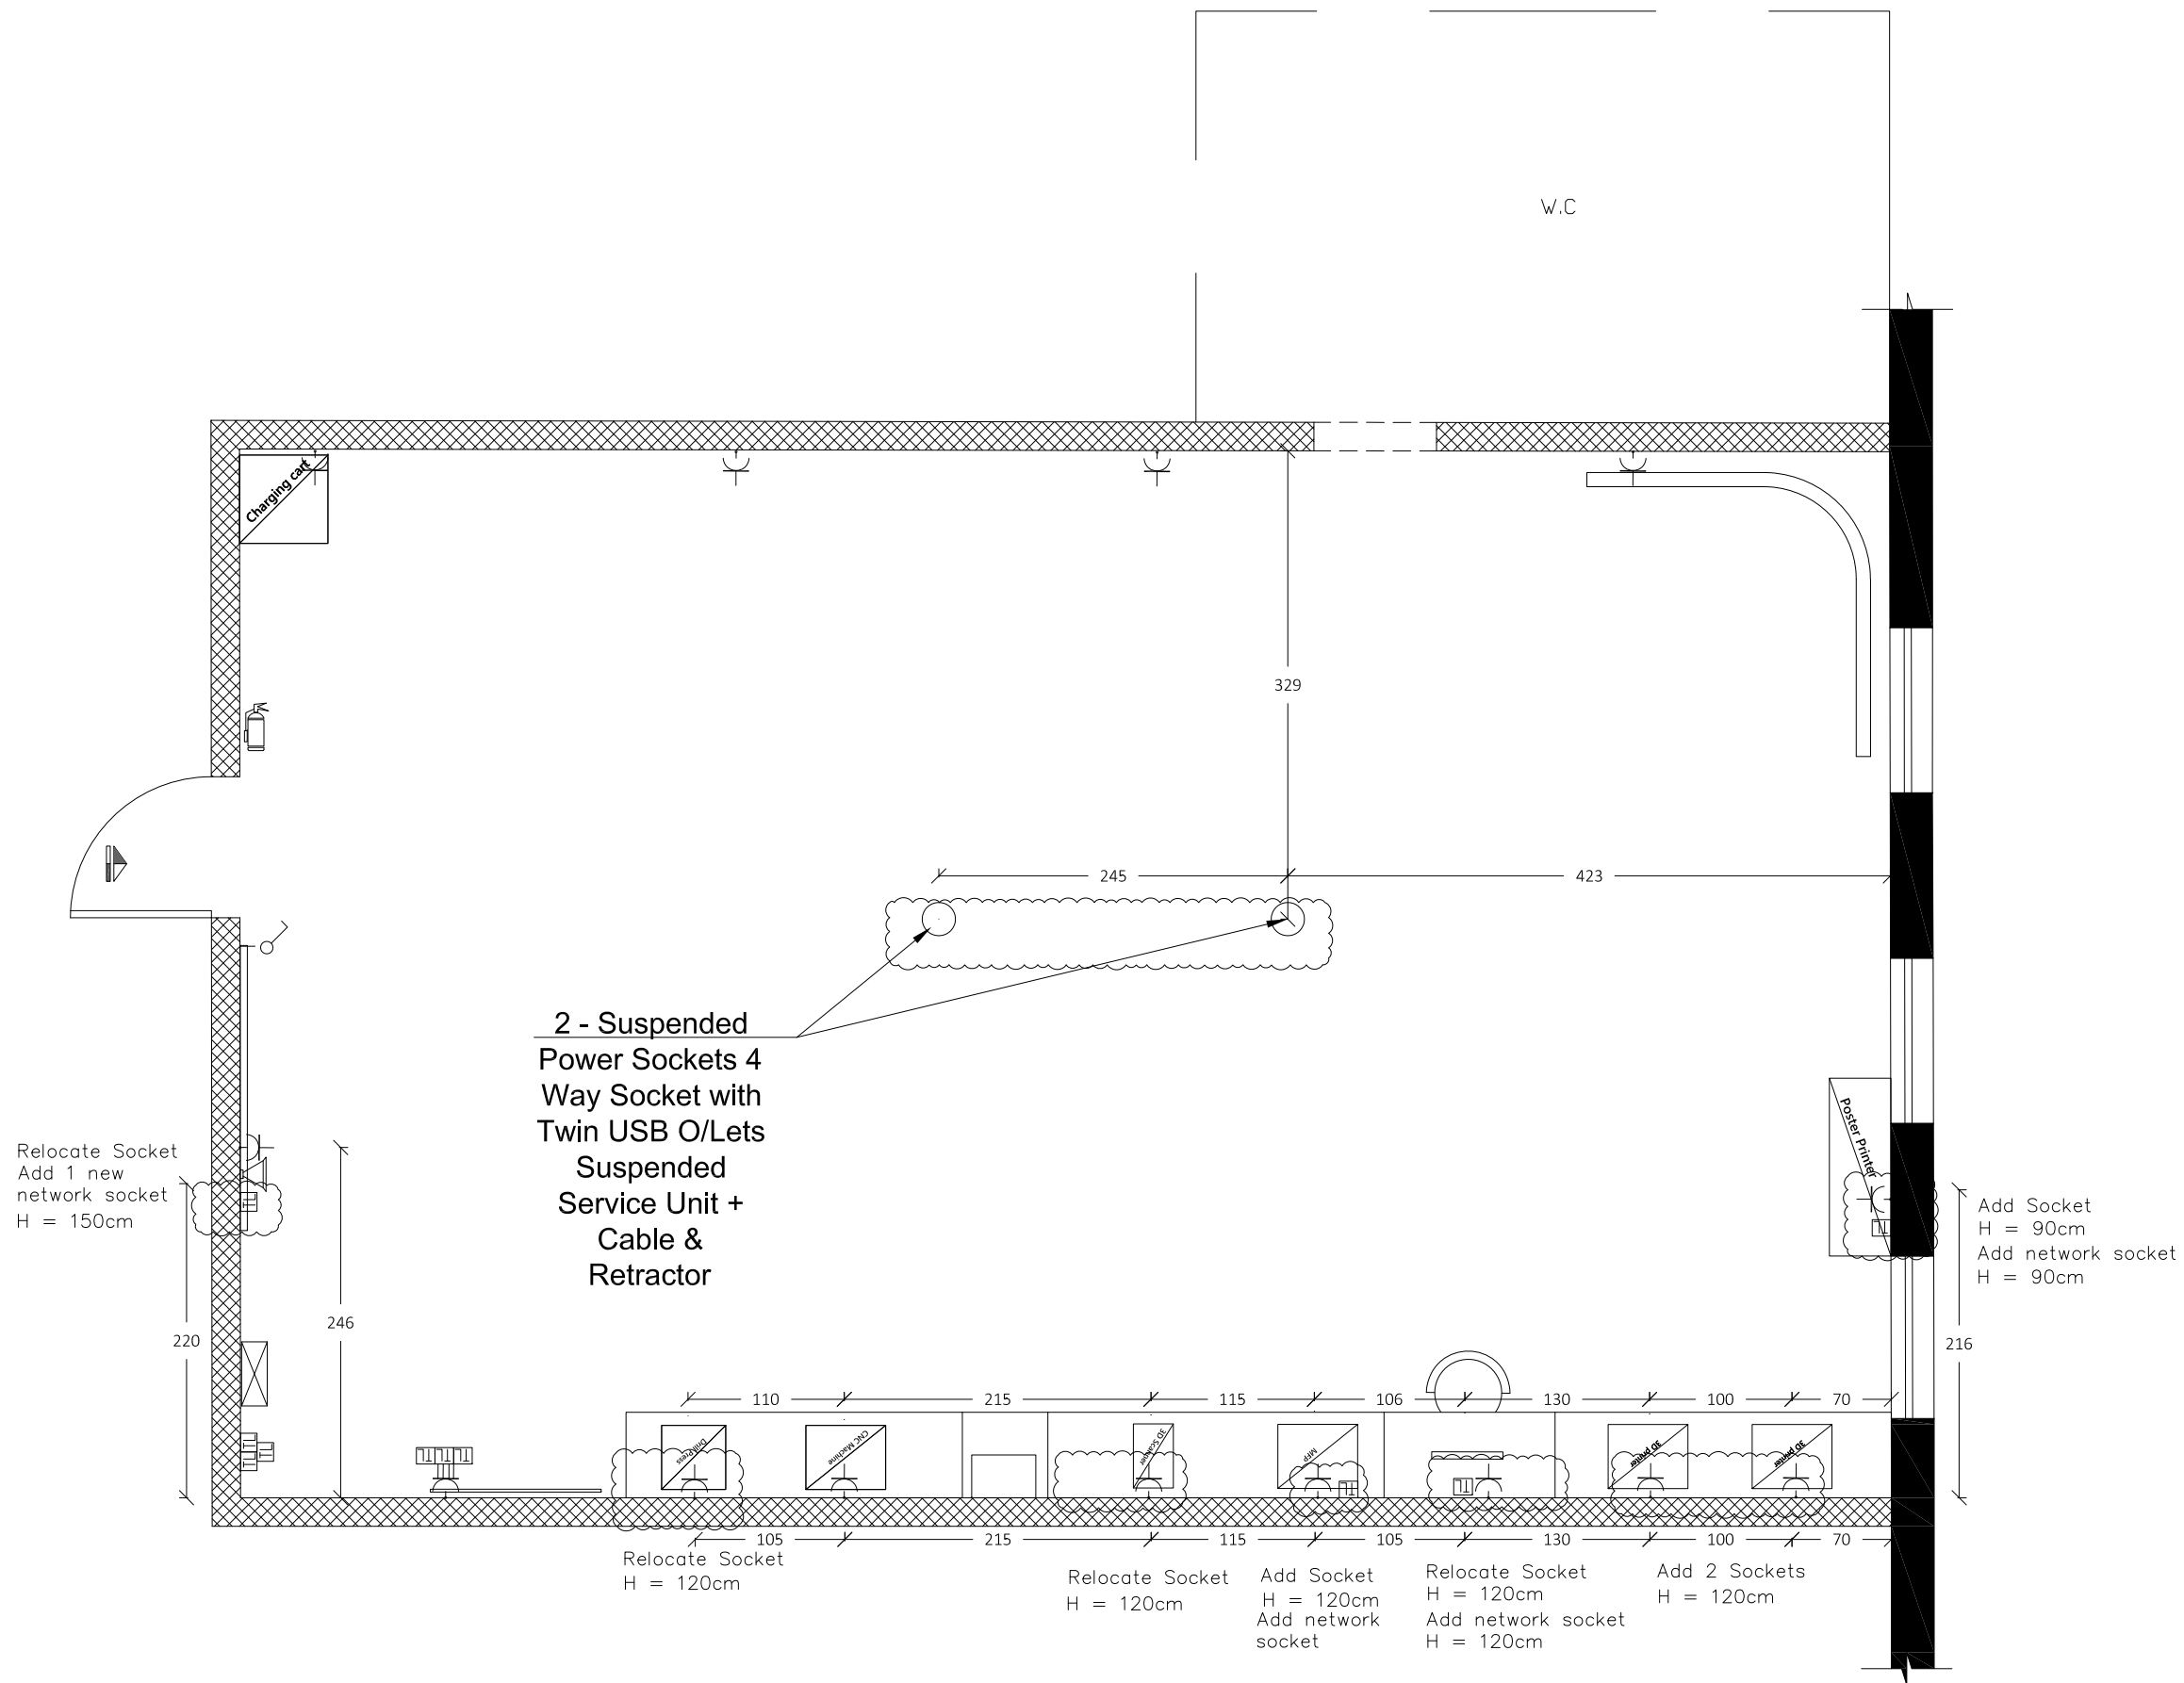 W.C
Charging cart
329
245
423
2 - Suspended
Power Sockets 4
Way Socket with
Twin USB O/Lets
Suspended
Service Unit +
Cable &
Retractor
Relocate Socket
Add 1 new
network socket
H = 150cm
220
246
Poster Printer
Add Socket
H = 90cm
Add network socket
H = 90cm
216
110
215
115
106
130
100
70
Drill Press
CNC Machine
3D Scanner
MFP
3D printer
3D printer
105
215
115
105
130
100
70
Relocate Socket
H = 120cm
Relocate Socket
H = 120cm
Add Socket
H = 120cm
Add network
socket
Relocate Socket
H = 120cm
Add network socket
H = 120cm
Add 2 Sockets
H = 120cm